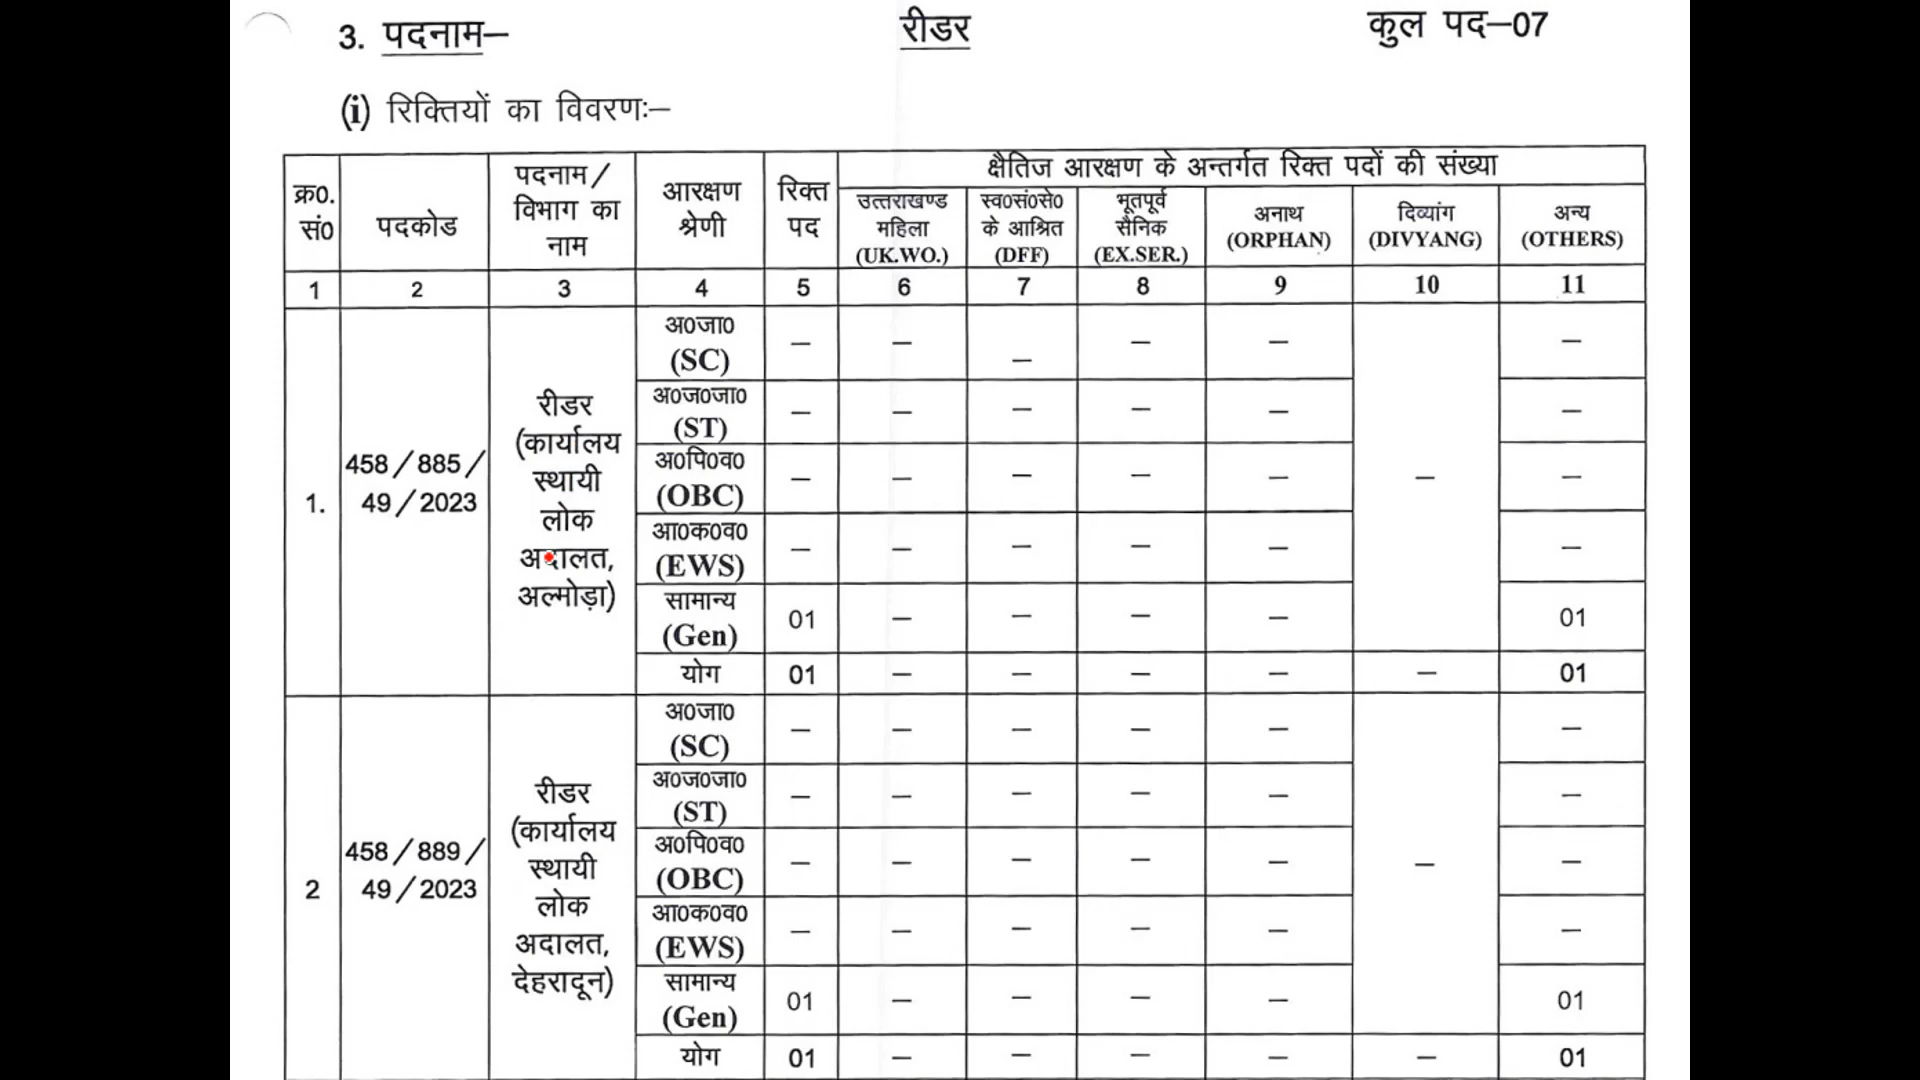 3. पदनाम–
रीडर
कुल पद–07
(i) रिक्तियों का विवरणः–
क्र0. सं0
पदकोड
पदनाम/ विभाग का नाम
आरक्षण श्रेणी
रिक्त पद
क्षैतिज आरक्षण के अन्तर्गत रिक्त पदों की संख्या
उत्तराखण्ड महिला (UK.WO.)
स्व0सं0से0 के आश्रित (DFF)
भूतपूर्व सैनिक (EX.SER.)
अनाथ (ORPHAN)
दिव्यांग (DIVYANG)
अन्य (OTHERS)
1 2 3 4 5 6 7 8 9 10 11
1.
458/885/
49/2023
रीडर
(कार्यालय
स्थायी
लोक
अदालत,
अल्मोड़ा)
अ0जा0 (SC) – – – – – –
अ0ज0जा0 (ST) – – – – – –
अ0पि0व0 (OBC) – – – – – – –
आ0क0व0 (EWS) – – – – – –
सामान्य (Gen) 01 – – – – 01
योग 01 – – – – – 01
2
458/889/
49/2023
रीडर
(कार्यालय
स्थायी
लोक
अदालत,
देहरादून)
अ0जा0 (SC) – – – – – –
अ0ज0जा0 (ST) – – – – – –
अ0पि0व0 (OBC) – – – – – – –
आ0क0व0 (EWS) – – – – – –
सामान्य (Gen) 01 – – – – 01
योग 01 – – – – – 01